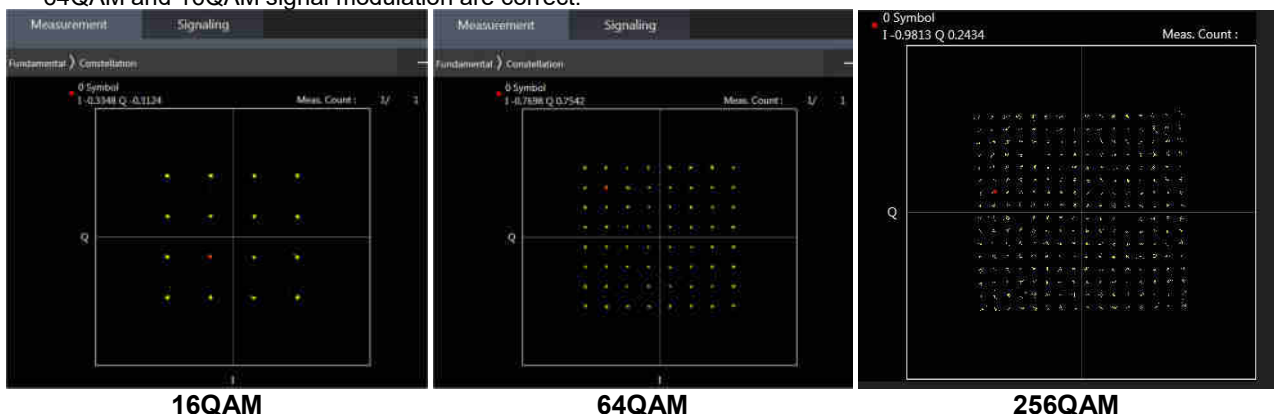 64QAM and 16QAM signal modulation are correct.
Measurement Signaling
Fundamental ⟩ Constellation
0 Symbol
I -0.3348 Q -0.1124 Meas. Count : 1/ 1
Q
I
16QAM
Measurement Signaling
Fundamental ⟩ Constellation
0 Symbol
I -0.7698 Q 0.7542 Meas. Count : 1/ 1
Q
I
64QAM
0 Symbol
I -0.9813 Q 0.2434 Meas. Count :
Q
256QAM